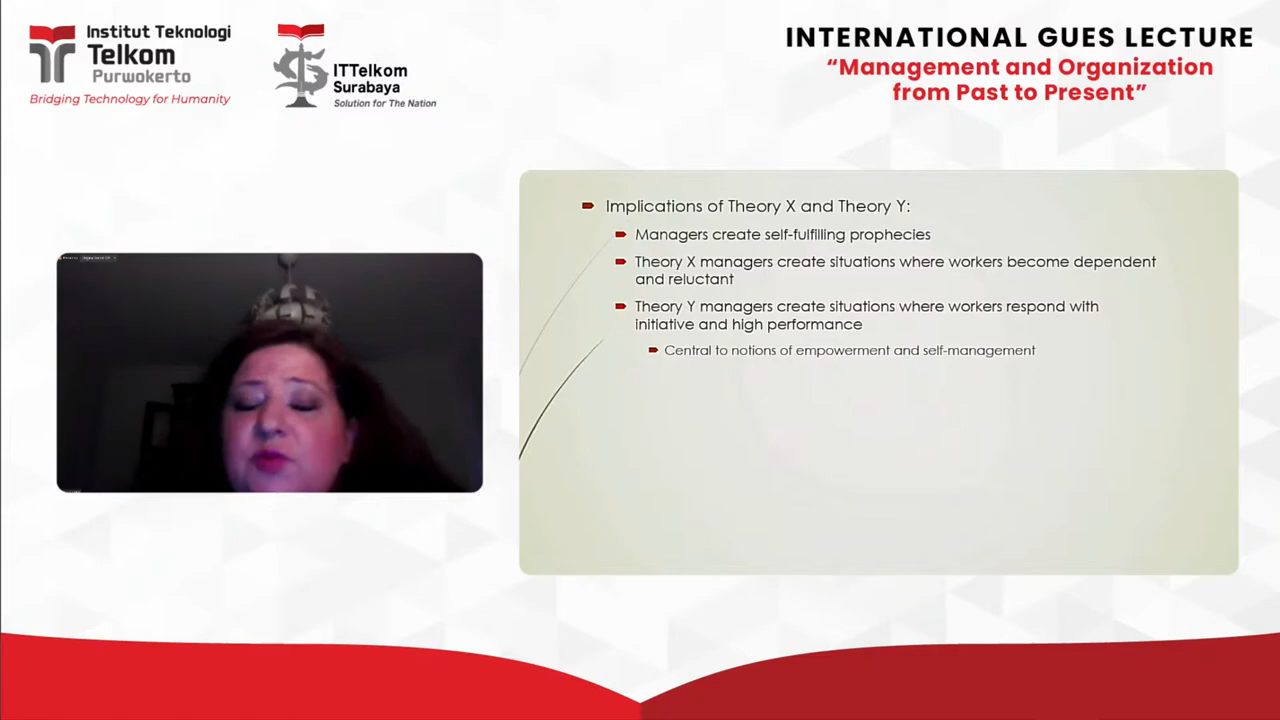 Institut Teknologi
Telkom
Purwokerto
Bridging Technology for Humanity
ITTelkom
Surabaya
Solution for The Nation
INTERNATIONAL GUES LECTURE
“Management and Organization
from Past to Present”
Implications of Theory X and Theory Y:
Managers create self-fulfilling prophecies
Theory X managers create situations where workers become dependent
and reluctant
Theory Y managers create situations where workers respond with
initiative and high performance
Central to notions of empowerment and self-management